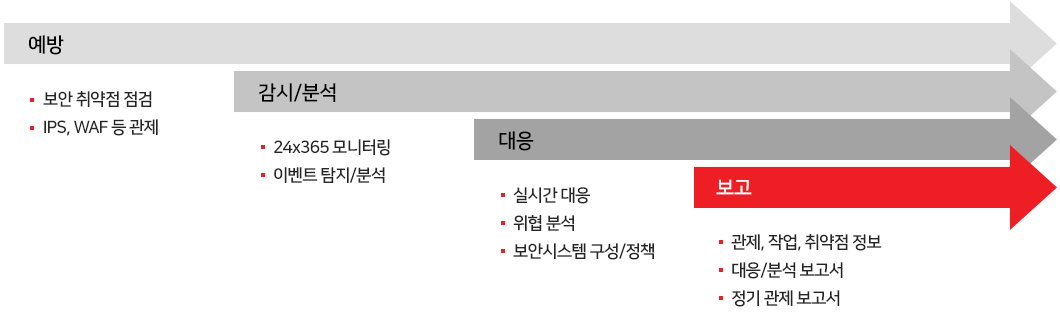 예방
보안 취약점 점검
IPS, WAF 등 관제
감시/분석
24x365 모니터링
이벤트 탐지/분석
대응
실시간 대응
위협 분석
보안시스템 구성/정책
보고
관제, 작업, 취약점 정보
대응/분석 보고서
정기 관제 보고서